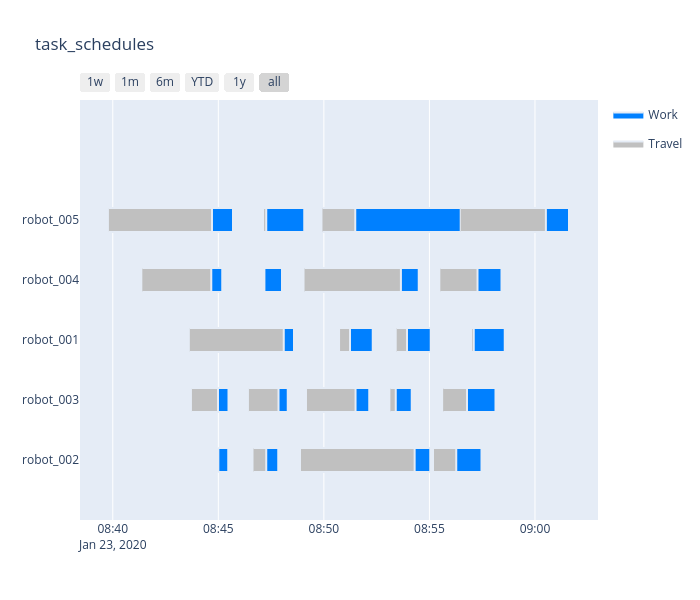 task_schedules
1w 1m 6m YTD 1y all
Work
Travel
robot_005
robot_004
robot_001
robot_003
robot_002
08:40 08:45 08:50 08:55 09:00
Jan 23, 2020